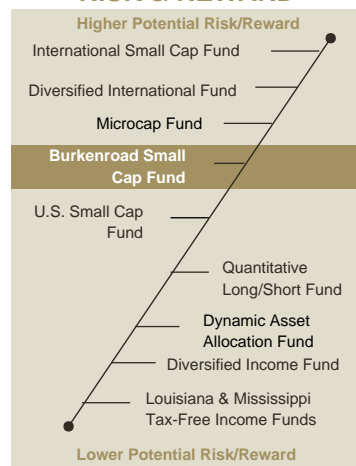 Higher Potential Risk/Reward
International Small Cap Fund
Diversified International Fund
Microcap Fund
Burkenroad Small
Cap Fund
U.S. Small Cap
Fund
Quantitative
Long/Short Fund
Dynamic Asset
Allocation Fund
Diversified Income Fund
Louisiana & Mississippi
Tax-Free Income Funds
Lower Potential Risk/Reward